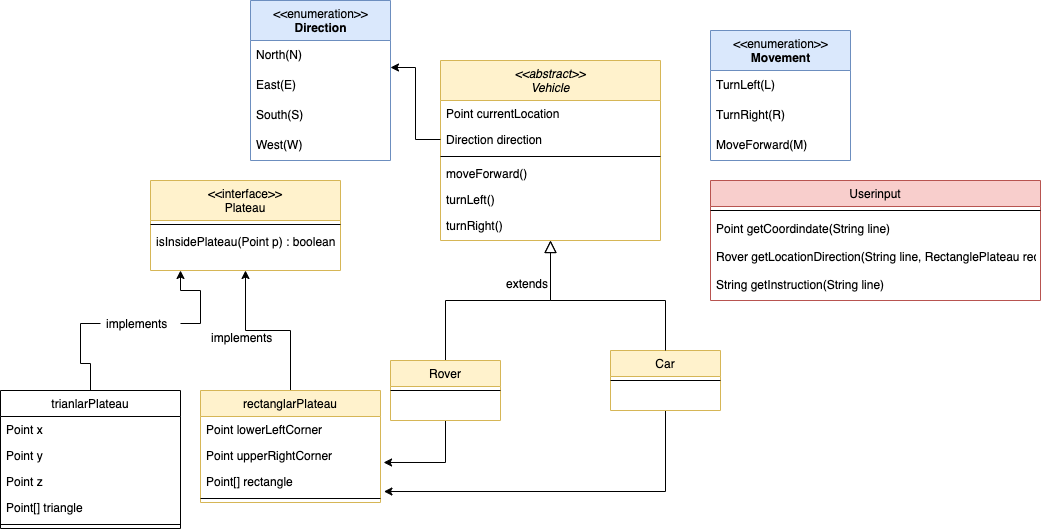 <<enumeration>>
Direction
North(N)
East(E)
South(S)
West(W)
<<abstract>>
Vehicle
Point currentLocation
Direction direction
moveForward()
turnLeft()
turnRight()
<<enumeration>>
Movement
TurnLeft(L)
TurnRight(R)
MoveForward(M)
<<interface>>
Plateau
isInsidePlateau(Point p) : boolean
Userinput
Point getCoordindate(String line)
Rover getLocationDirection(String line, RectanglePlateau rec
String getInstruction(String line)
extends
implements
implements
Rover
Car
trianlarPlateau
Point x
Point y
Point z
Point[] triangle
rectanglarPlateau
Point lowerLeftCorner
Point upperRightCorner
Point[] rectangle